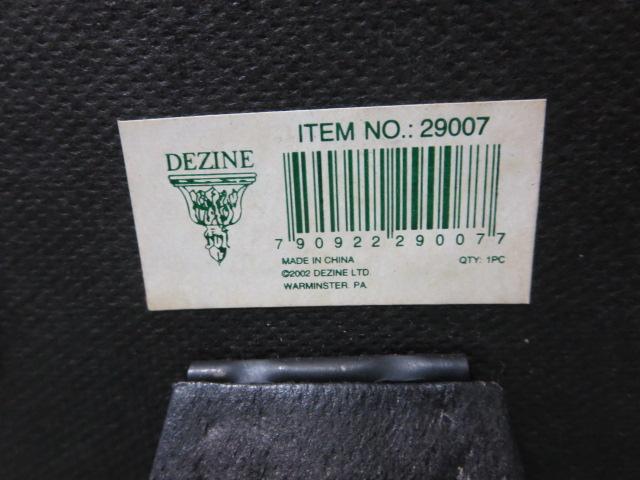 ITEM NO.: 29007
DEZINE
7 90922 29007 7
MADE IN CHINA
QTY: 1PC
©2002 DEZINE LTD
WARMINSTER. PA